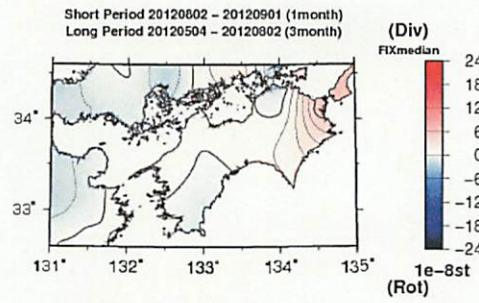 Short Period 20120802 – 20120901 (1month)
Long Period 20120504 – 20120802 (3month)
(Div)
FIXmedian
24
18
12
6
0
−6
−12
−18
−24
1e−8st
(Rot)
34°
33°
131° 132° 133° 134° 135°